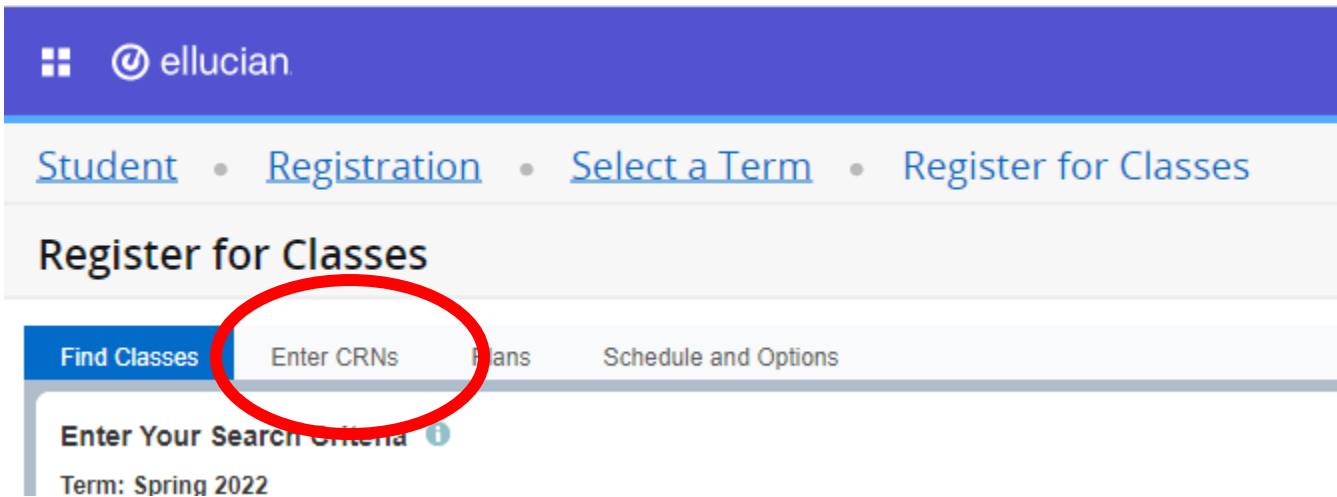 ellucian
Student • Registration • Select a Term • Register for Classes
Register for Classes
Find Classes Enter CRNs Plans Schedule and Options
Enter Your Search Criteria
Term: Spring 2022